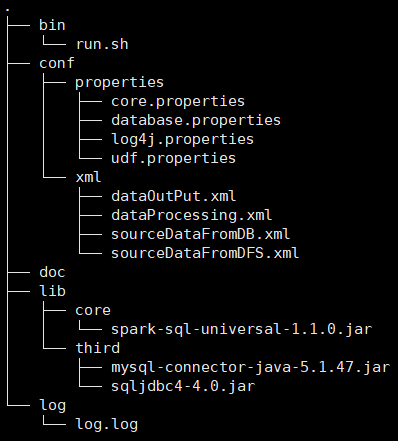 .
├── bin
│   └── run.sh
├── conf
│   ├── properties
│   │   ├── core.properties
│   │   ├── database.properties
│   │   ├── log4j.properties
│   │   └── udf.properties
│   └── xml
│       ├── dataOutPut.xml
│       ├── dataProcessing.xml
│       ├── sourceDataFromDB.xml
│       └── sourceDataFromDFS.xml
├── doc
├── lib
│   ├── core
│   │   └── spark-sql-universal-1.1.0.jar
│   └── third
│       ├── mysql-connector-java-5.1.47.jar
│       └── sqljdbc4-4.0.jar
└── log
    └── log.log